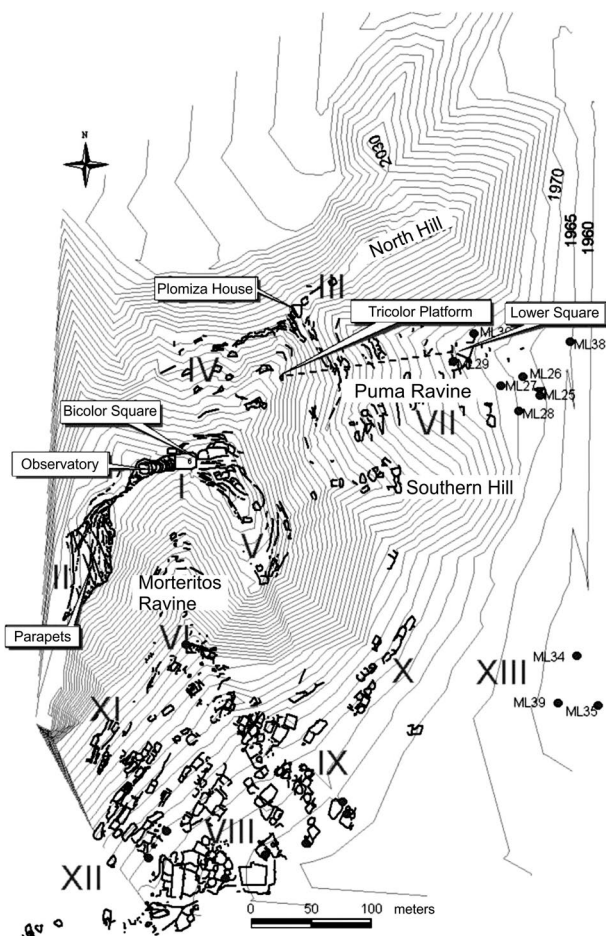 2030
1970
1965
1960
N
North Hill
Plomiza House
III
Tricolor Platform
Lower Square
ML38
ML29
IV
ML26
ML27
ML25
Puma Ravine
ML28
Bicolor Square
VII
Observatory
6
I
Southern Hill
V
II
Morteritos
Ravine
Parapets
VI
ML34
X
XIII
XI
ML39
ML35
IX
VIII
XII
0 50 100 meters